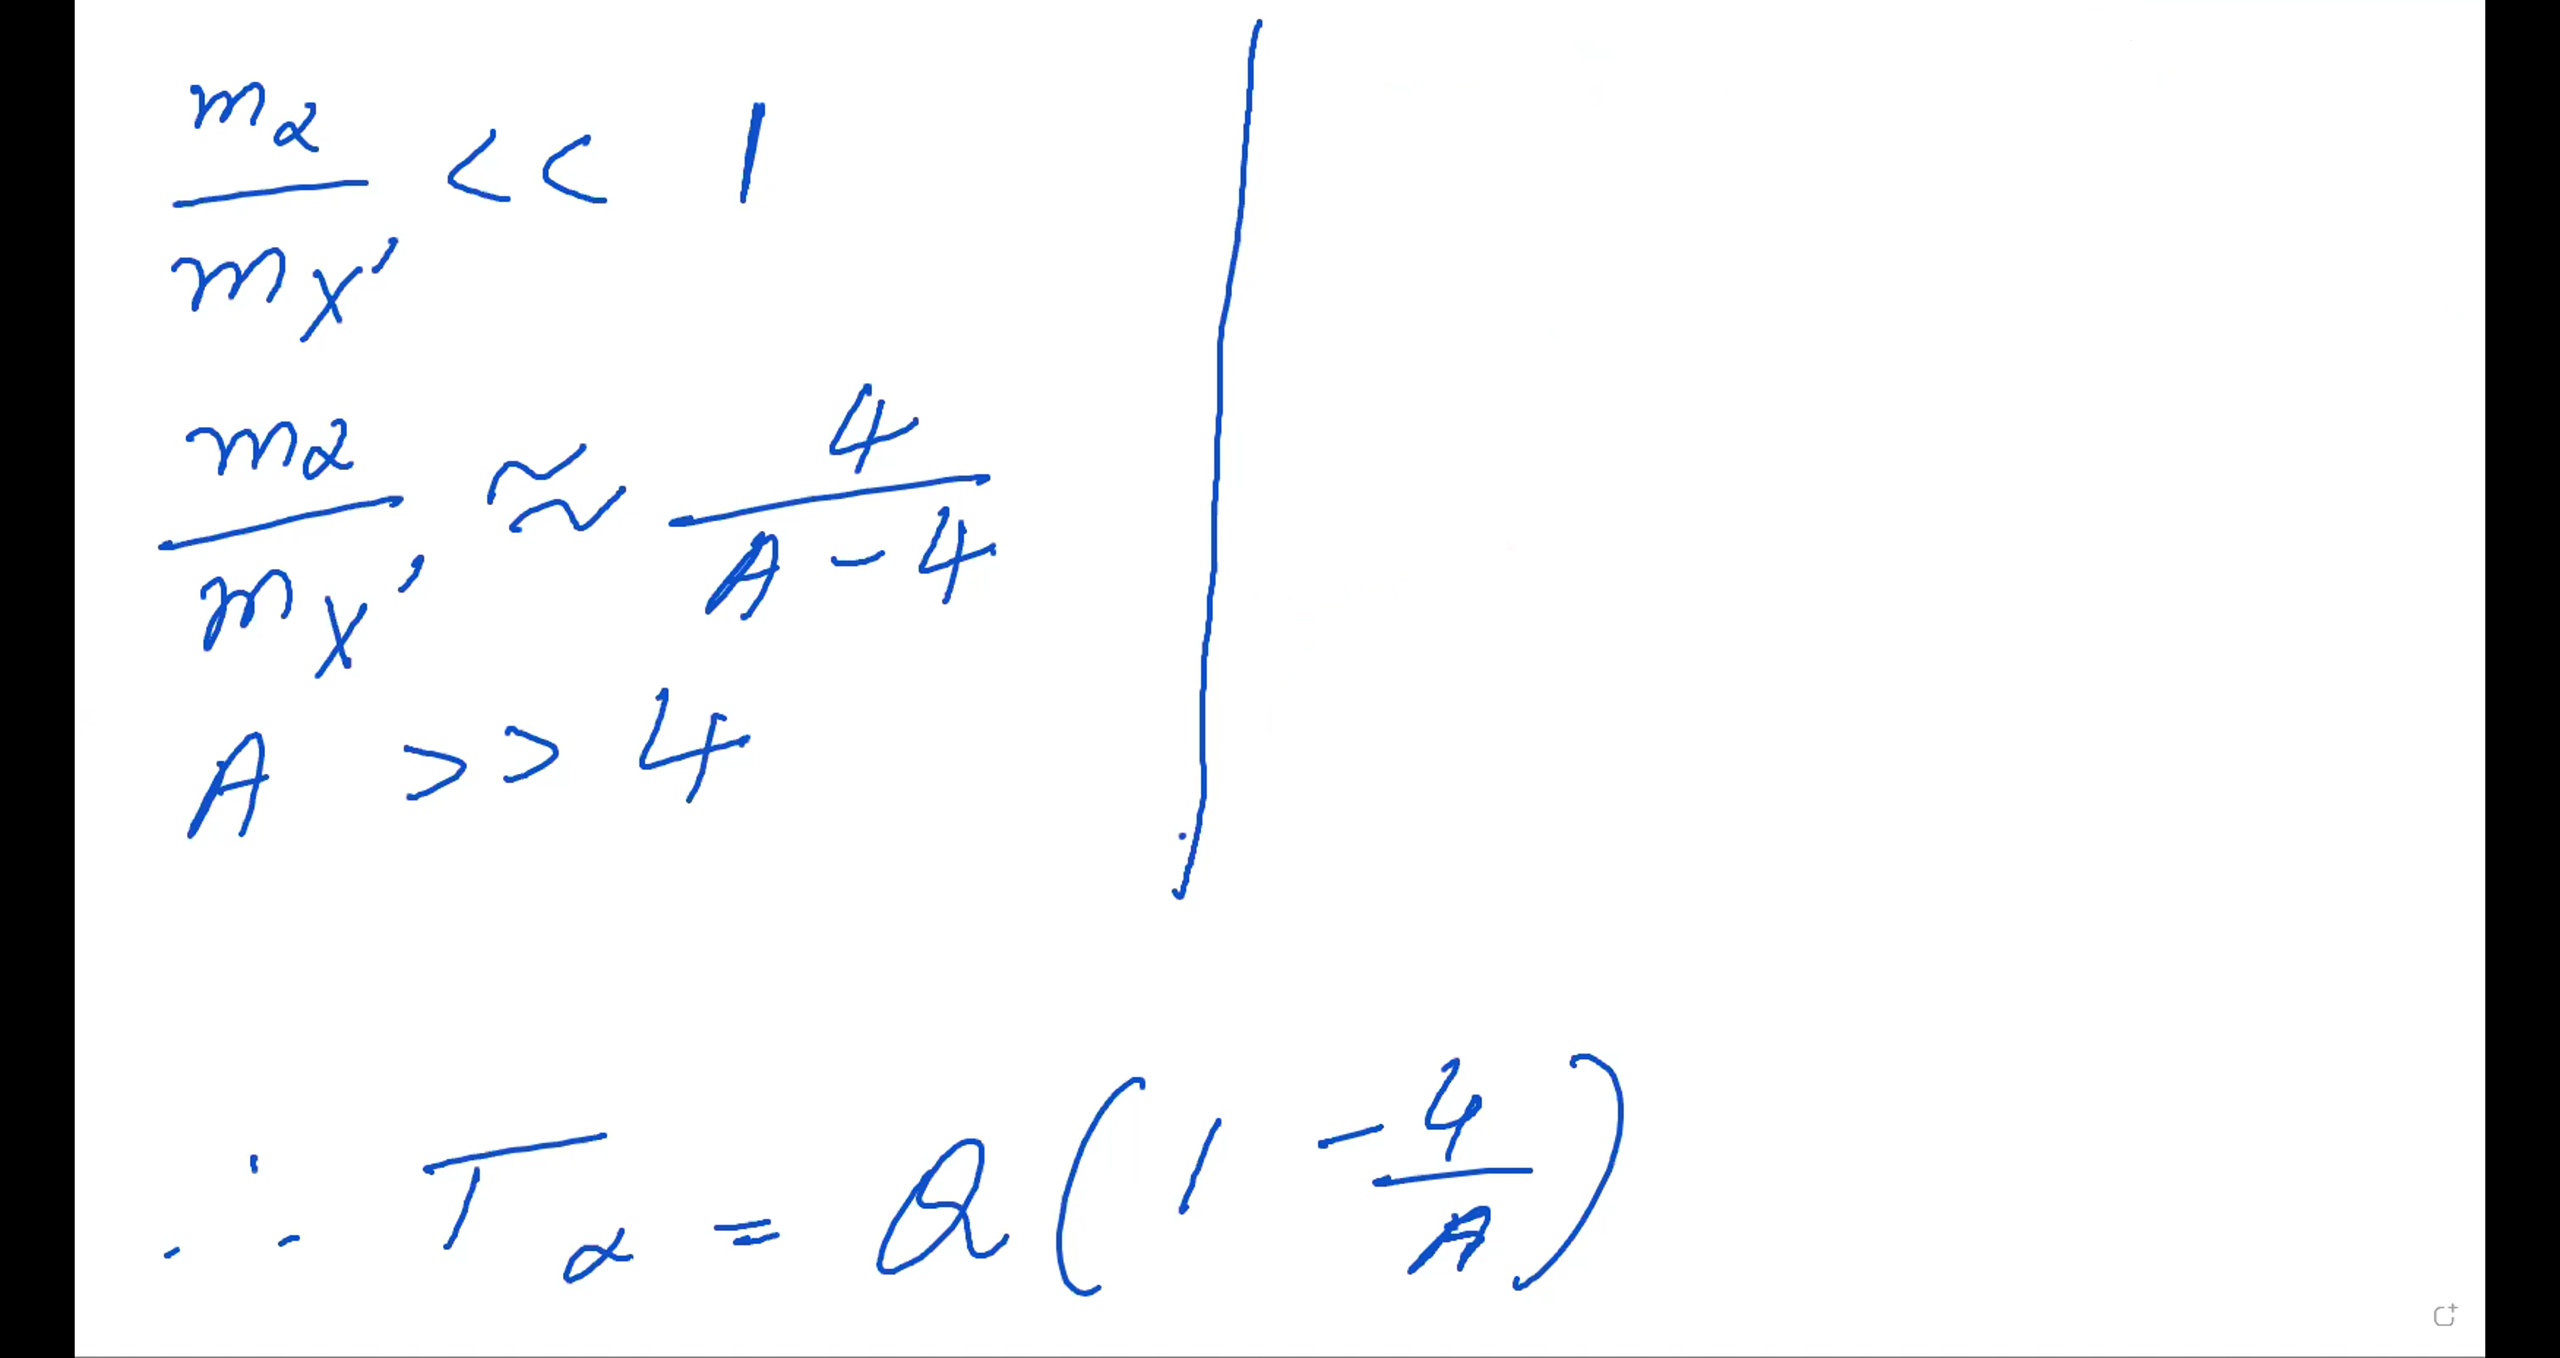 mα/mX' << 1
mα/mX' ≈ 4/A-4
A >> 4
∴ Tα = Q(1 -4/A)